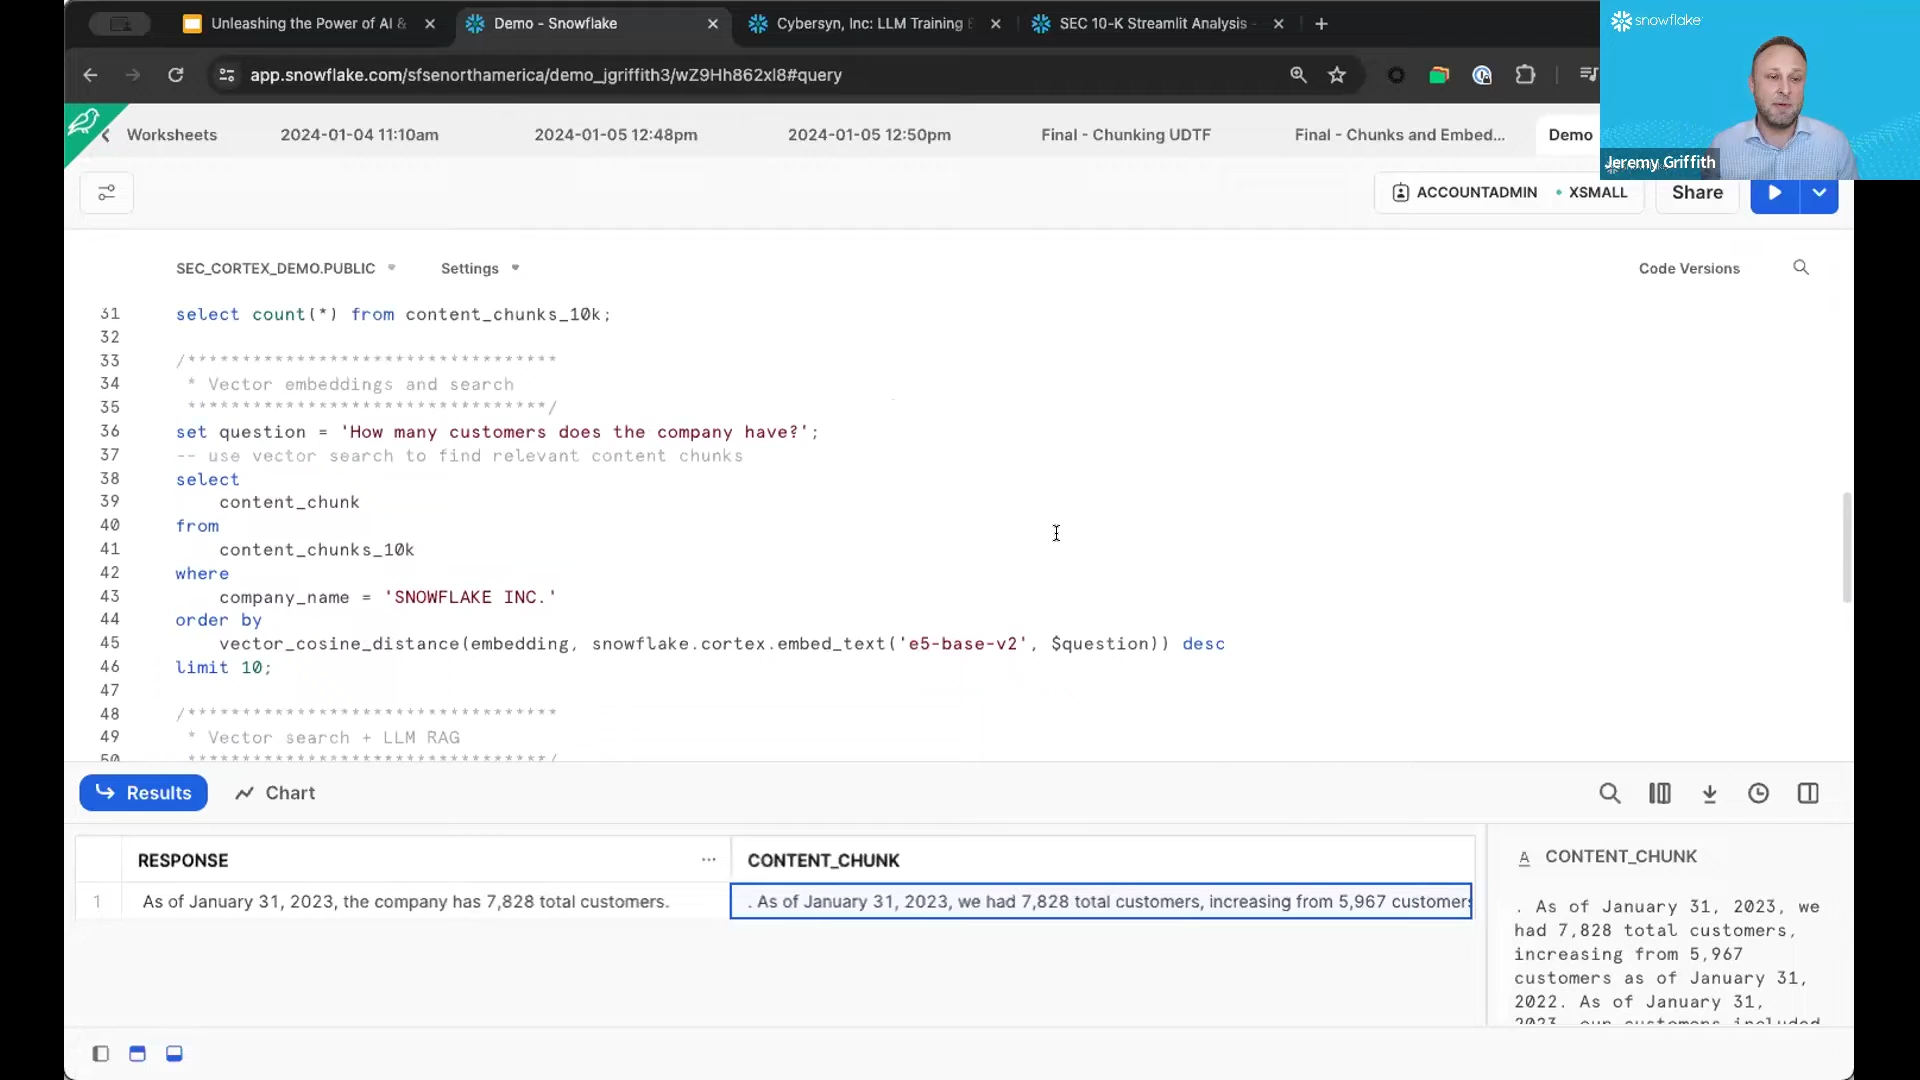 Unleashing the Power of AI &
Demo - Snowflake
Cybersyn, Inc: LLM Training
SEC 10-K Streamlit Analysis -
snowflake
app.snowflake.com/sfsenorthamerica/demo_jgriffith3/wZ9Hh862xl8#query
Worksheets
2024-01-04 11:10am
2024-01-05 12:48pm
2024-01-05 12:50pm
Final - Chunking UDTF
Final - Chunks and Embed...
Demo
Jeremy Griffith
ACCOUNTADMIN
XSMALL
Share
SEC_CORTEX_DEMO.PUBLIC
Settings
Code Versions
31 select count(*) from content_chunks_10k;
32
33 /**********************************
34 * Vector embeddings and search
35 *********************************/
36 set question = 'How many customers does the company have?';
37 -- use vector search to find relevant content chunks
38 select
39 content_chunk
40 from
41 content_chunks_10k
42 where
43 company_name = 'SNOWFLAKE INC.'
44 order by
45 vector_cosine_distance(embedding, snowflake.cortex.embed_text('e5-base-v2', $question)) desc
46 limit 10;
47
48 /**********************************
49 * Vector search + LLM RAG
50 *********************************/
Results
Chart
RESPONSE
...
CONTENT_CHUNK
1
As of January 31, 2023, the company has 7,828 total customers.
. As of January 31, 2023, we had 7,828 total customers, increasing from 5,967 customers
A CONTENT_CHUNK
. As of January 31, 2023, we
had 7,828 total customers,
increasing from 5,967
customers as of January 31,
2022. As of January 31,
2023, our customers included